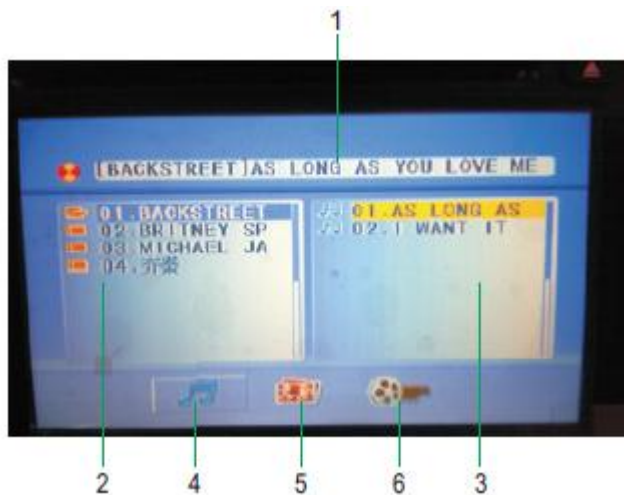 1
[BACKSTREET]AS LONG AS YOU LOVE ME
01.BACKSTREET
02.BRITNEY SP
03.MICHAEL JA
04.
01.AS LONG AS
02.I WANT IT
2
4
5
6
3